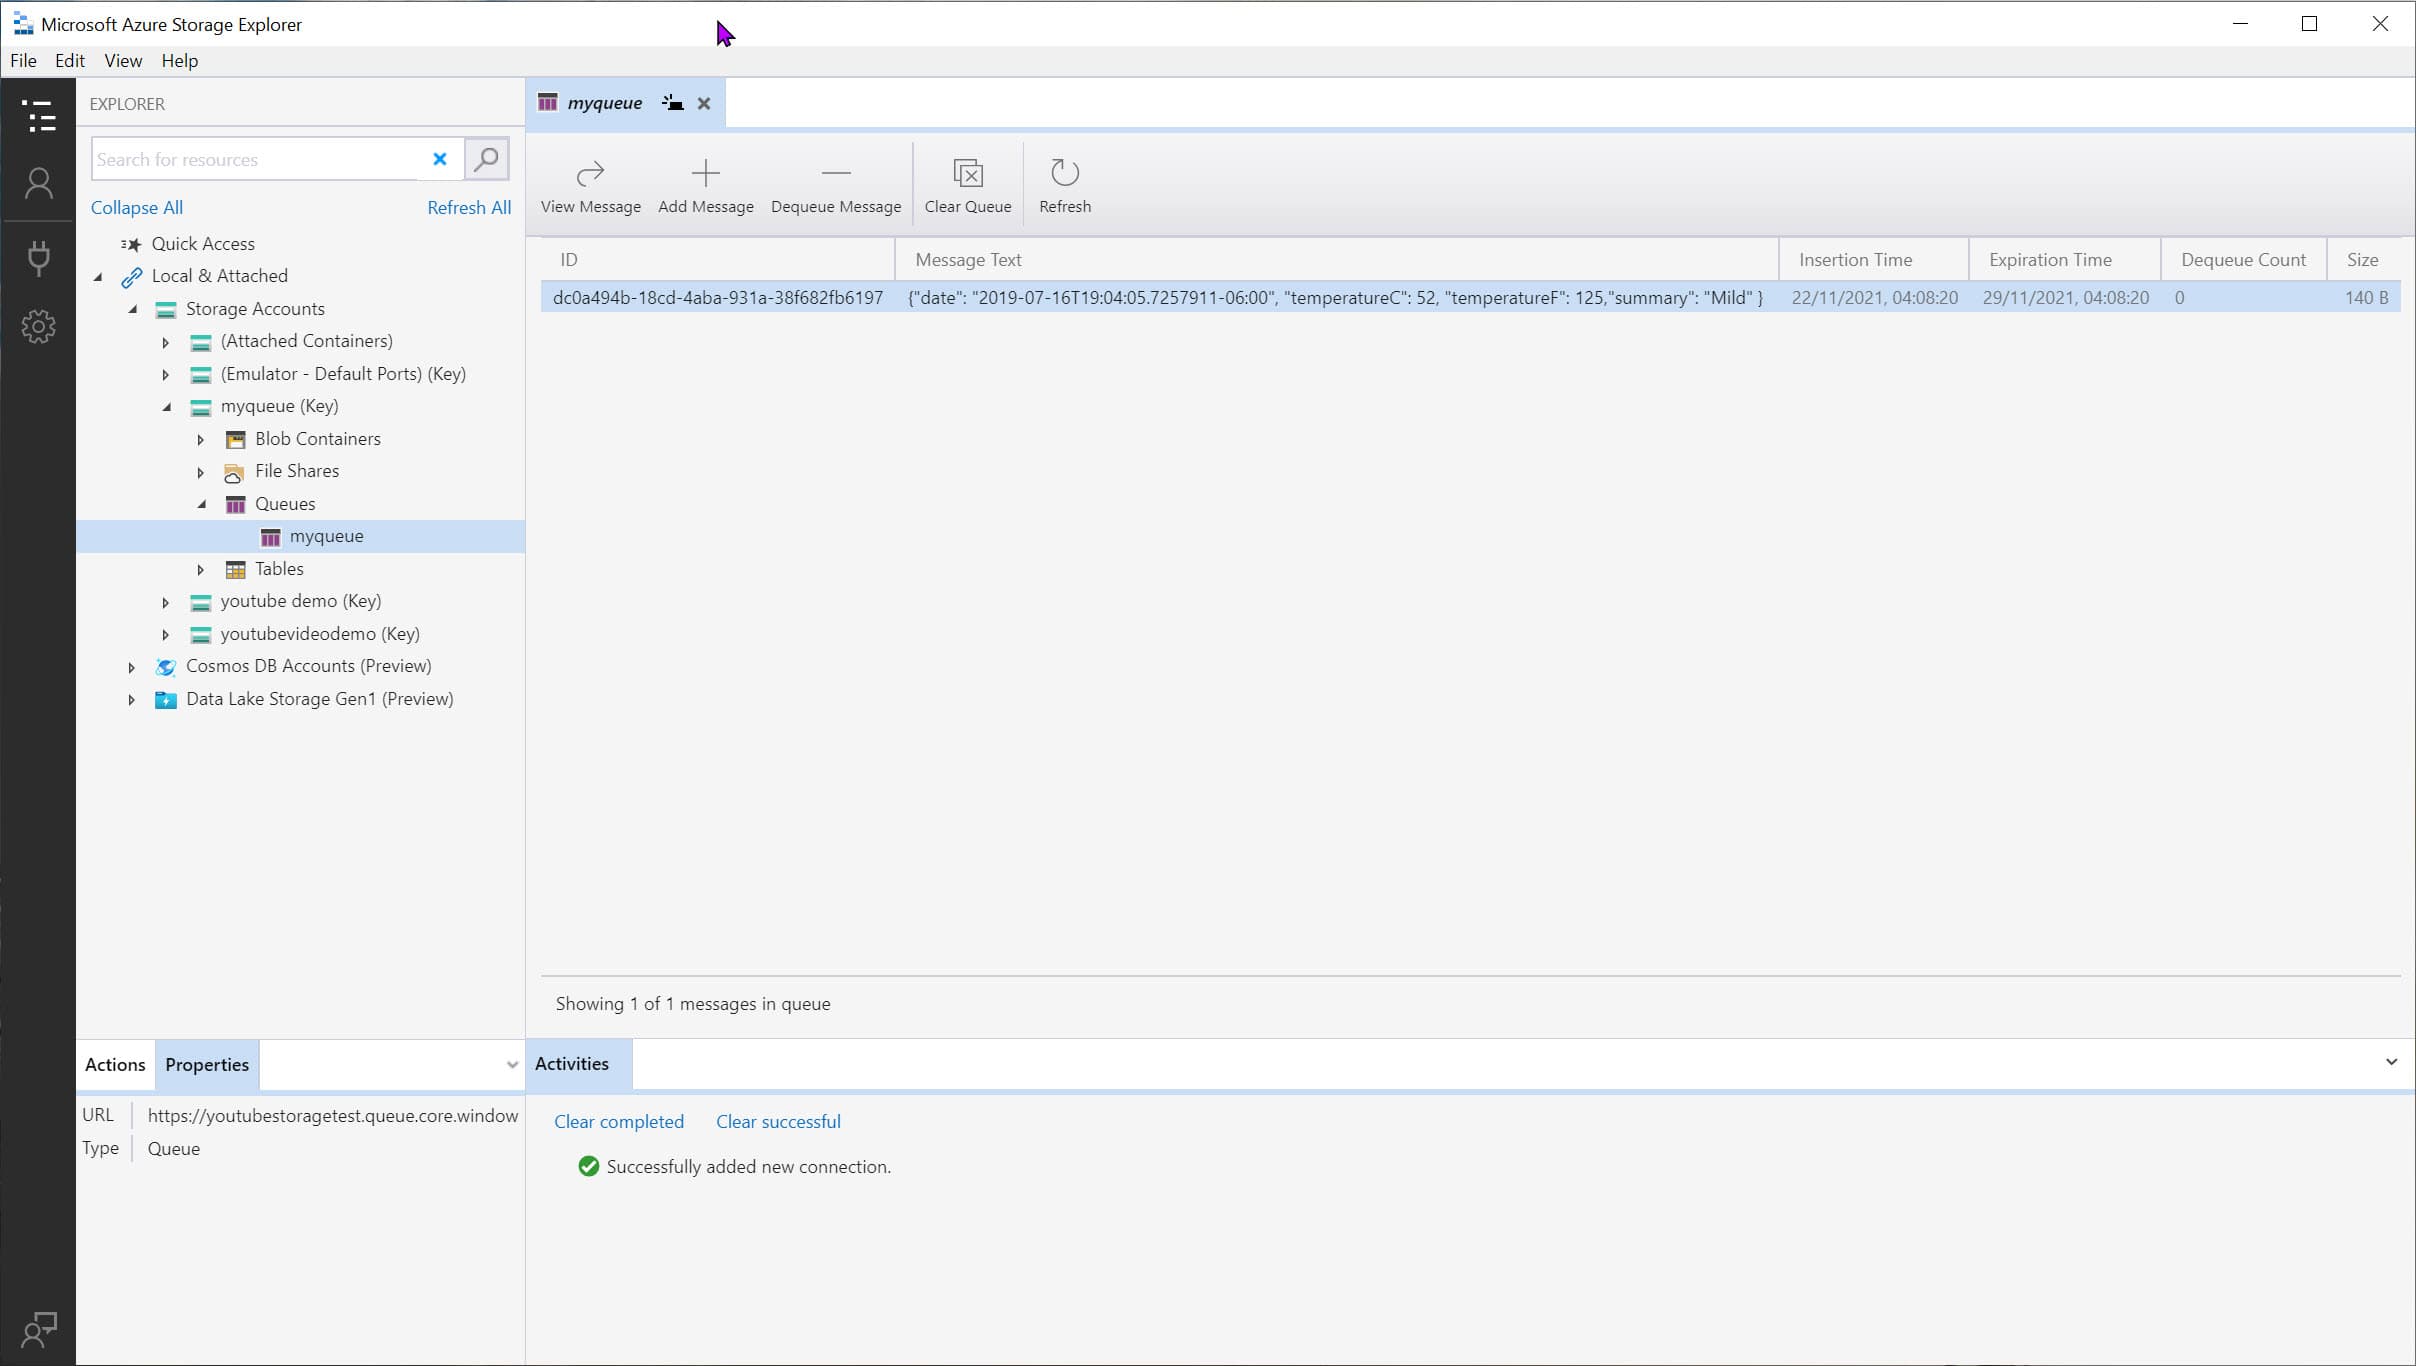 Microsoft Azure Storage Explorer
File Edit View Help
EXPLORER
Search for resources
Collapse All Refresh All
Quick Access
Local & Attached
Storage Accounts
(Attached Containers)
(Emulator - Default Ports) (Key)
myqueue (Key)
Blob Containers
File Shares
Queues
myqueue
Tables
youtube demo (Key)
youtubevideodemo (Key)
Cosmos DB Accounts (Preview)
Data Lake Storage Gen1 (Preview)
Actions Properties
URL https://youtubestoragetest.queue.core.window
Type Queue
myqueue
View Message Add Message Dequeue Message Clear Queue Refresh
ID Message Text Insertion Time Expiration Time Dequeue Count Size
dc0a494b-18cd-4aba-931a-38f682fb6197 {"date": "2019-07-16T19:04:05.7257911-06:00", "temperatureC": 52, "temperatureF": 125,"summary": "Mild" } 22/11/2021, 04:08:20 29/11/2021, 04:08:20 0 140 B
Showing 1 of 1 messages in queue
Activities
Clear completed Clear successful
Successfully added new connection.